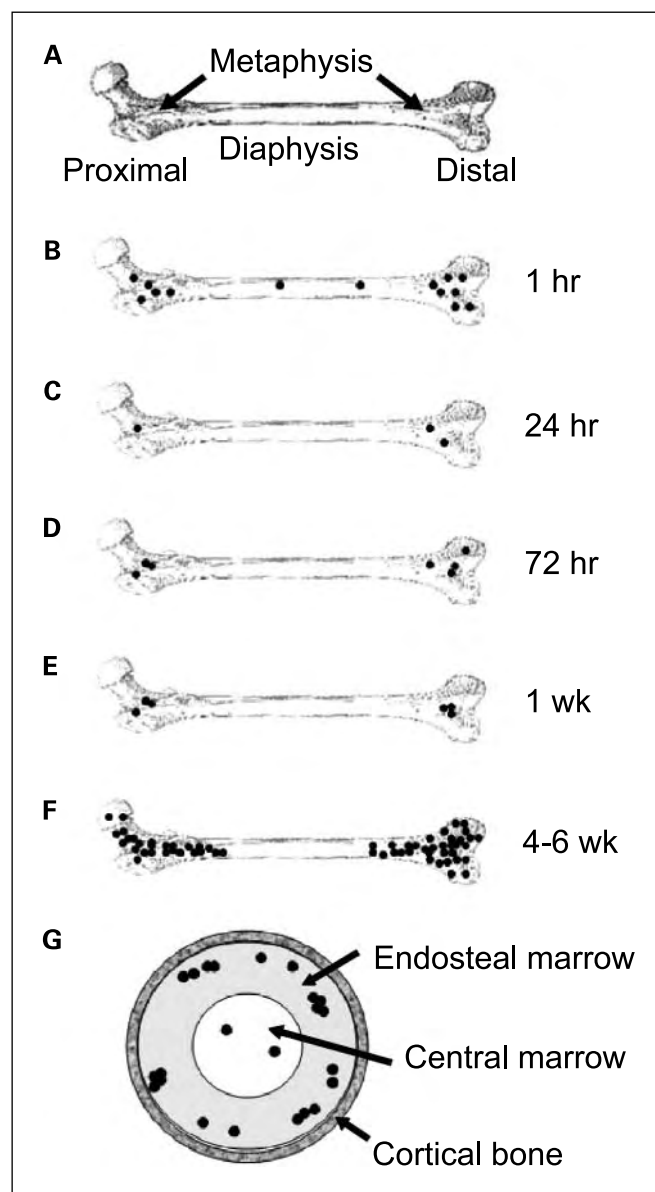 A
Metaphysis
Diaphysis
Proximal
Distal
B
1 hr
C
24 hr
D
72 hr
E
1 wk
F
4-6 wk
G
Endosteal marrow
Central marrow
Cortical bone